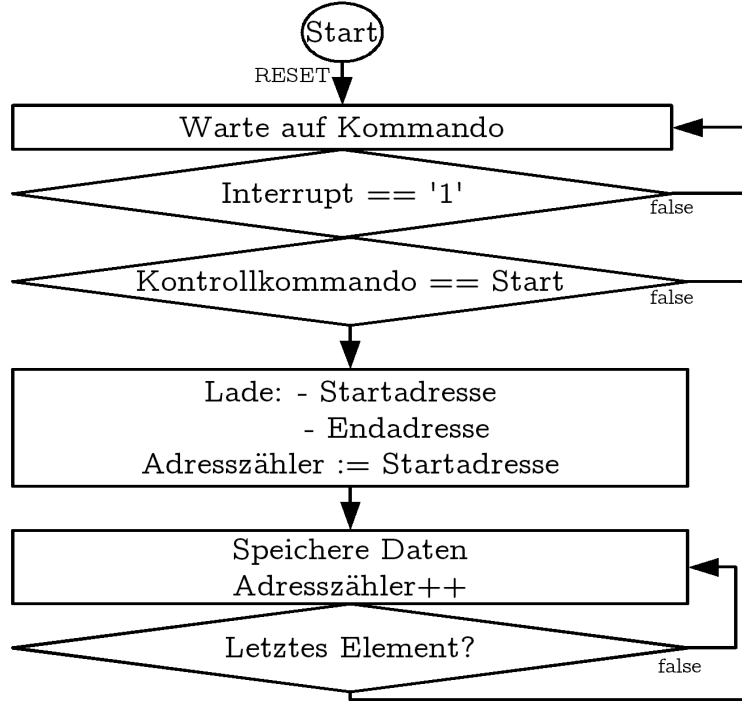 Start
RESET
Warte auf Kommando
Interrupt == '1'
false
Kontrollkommando == Start
false
Lade: - Startadresse
- Endadresse
Adresszähler := Startadresse
Speichere Daten
Adresszähler++
Letztes Element?
false